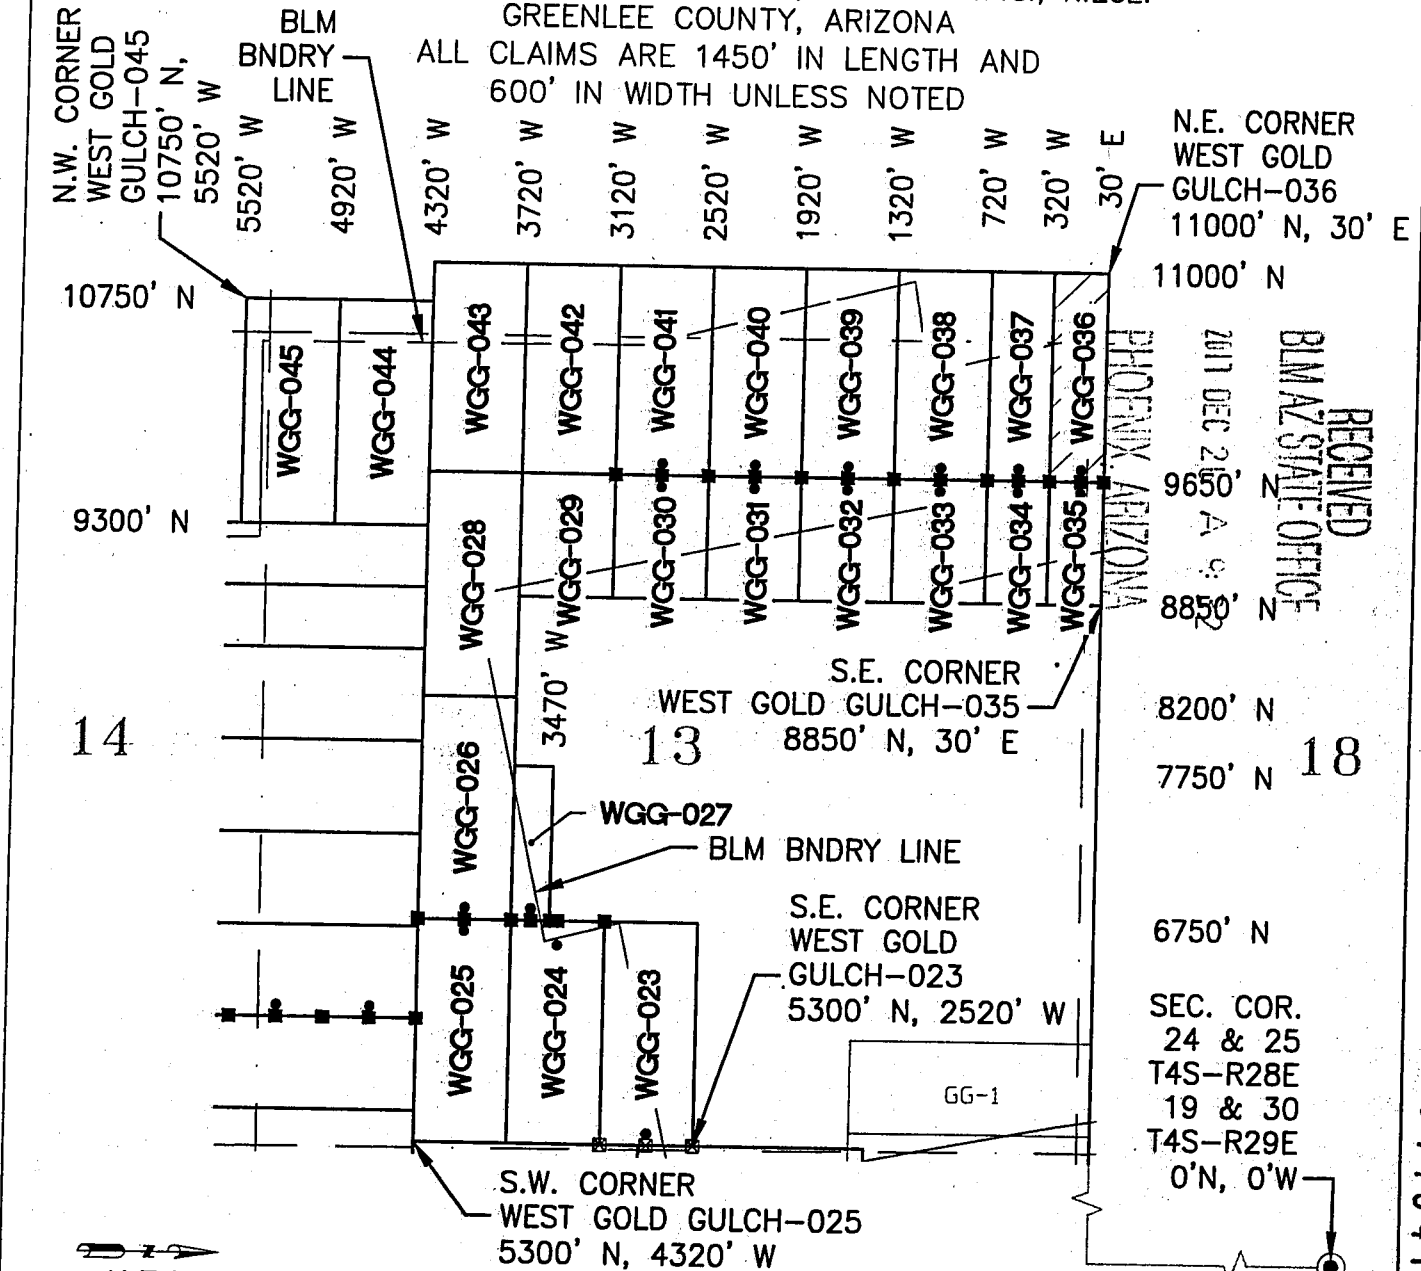 GREENLEE COUNTY, ARIZONA
ALL CLAIMS ARE 1450' IN LENGTH AND
600' IN WIDTH UNLESS NOTED
BLM
BNDRY
LINE
N.W. CORNER
WEST GOLD
GULCH-045
10750' N,
5520' W
5520' W
4920' W
4320' W
3720' W
3120' W
2520' W
1920' W
1320' W
720' W
320' W
30' E
N.E. CORNER
WEST GOLD
GULCH-036
11000' N, 30' E
11000' N
10750' N
9300' N
WGG-045
WGG-044
WGG-043
WGG-042
WGG-041
WGG-040
WGG-039
WGG-038
WGG-037
WGG-036
WGG-028
WGG-029
WGG-030
WGG-031
WGG-032
WGG-033
WGG-034
WGG-035
9650' N
8850' N
RECEIVED
BLM AZ STATE OFFICE
PHOENIX, ARIZONA
S.E. CORNER
WEST GOLD GULCH-035
8850' N, 30' E
3470' W
14
13
18
8200' N
7750' N
6750' N
WGG-026
WGG-027
BLM BNDRY LINE
S.E. CORNER
WEST GOLD
GULCH-023
5300' N, 2520' W
WGG-025
WGG-024
WGG-023
GG-1
SEC. COR.
24 & 25
T4S-R28E
19 & 30
T4S-R29E
0'N, 0'W
S.W. CORNER
WEST GOLD GULCH-025
5300' N, 4320' W
N